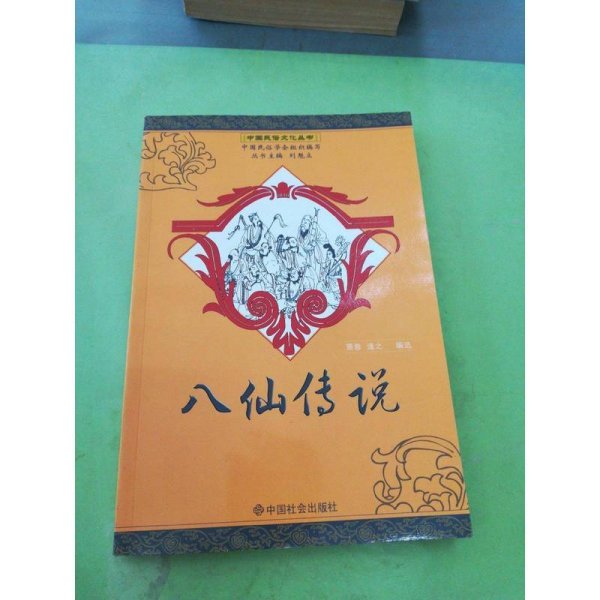 中国民俗文化丛书
中国民俗学会组织编写
丛书主编 刘魁立
编选
八仙传说
中国社会出版社